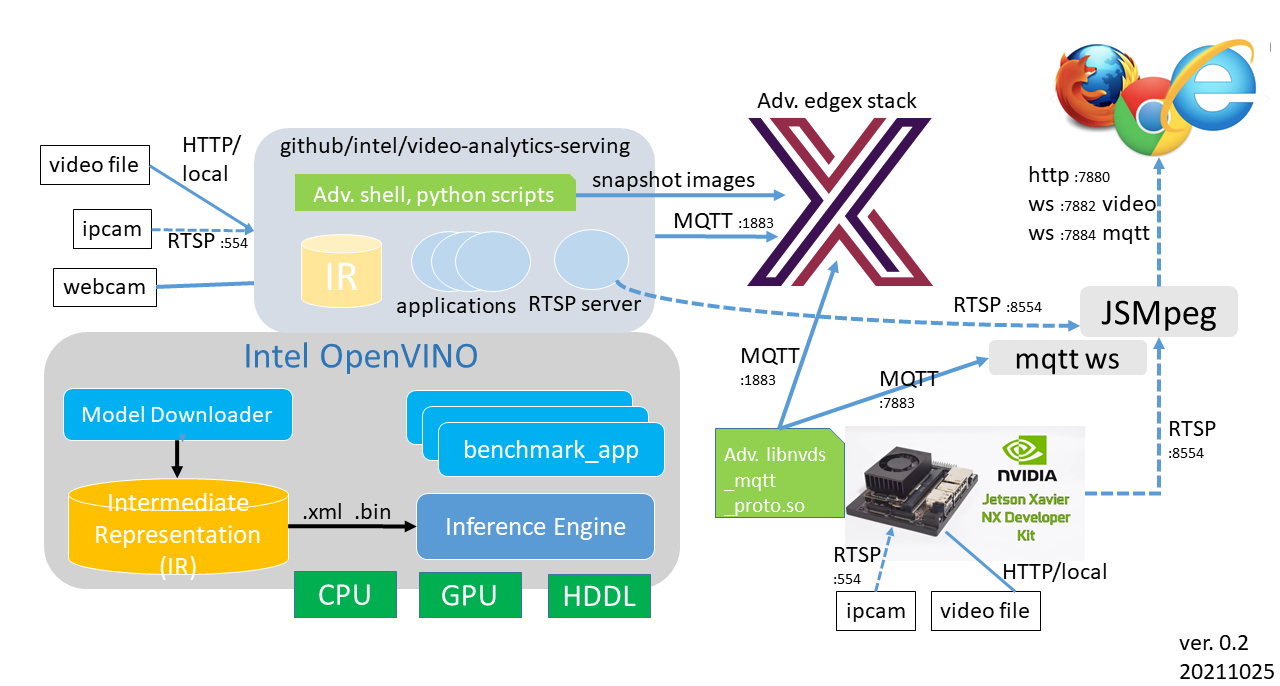 Adv. edgex stack
github/intel/video-analytics-serving
HTTP/
local
video file
Adv. shell, python scripts
snapshot images
ipcam
RTSP :554
MQTT :1883
webcam
IR
applications
RTSP server
http :7880
ws :7882 video
ws :7884 mqtt
RTSP :8554
JSMpeg
mqtt ws
Intel OpenVINO
Model Downloader
benchmark_app
Intermediate
Representation
(IR)
.xml .bin
Inference Engine
CPU
GPU
HDDL
MQTT
:1883
MQTT
:7883
Adv. libnvds
_mqtt
_proto.so
NVIDIA
Jetson Xavier
NX Developer
Kit
RTSP
:8554
RTSP
:554
HTTP/local
ipcam
video file
ver. 0.2
20211025